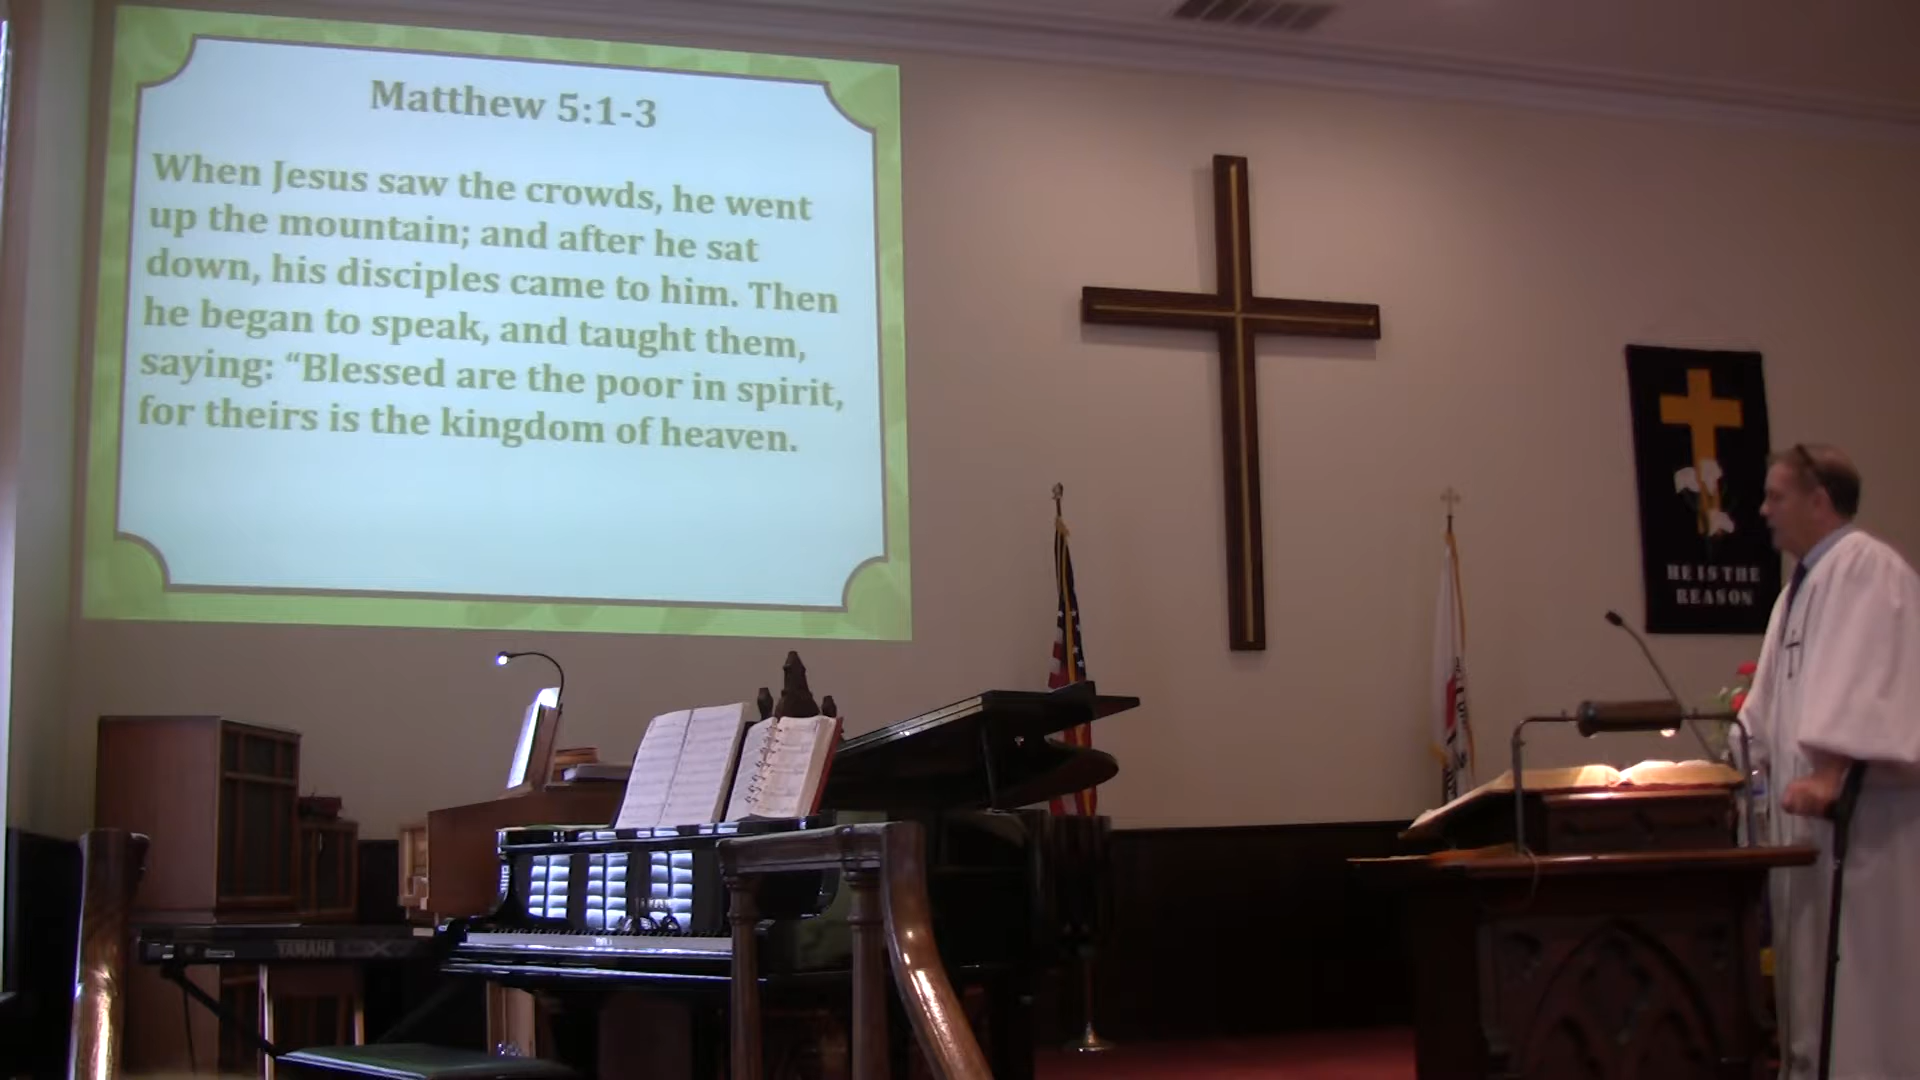 Matthew 5:1-3
When Jesus saw the crowds, he went
up the mountain; and after he sat
down, his disciples came to him. Then
he began to speak, and taught them,
saying: “Blessed are the poor in spirit,
for theirs is the kingdom of heaven.
HE IS THE
REASON
YAMAHA